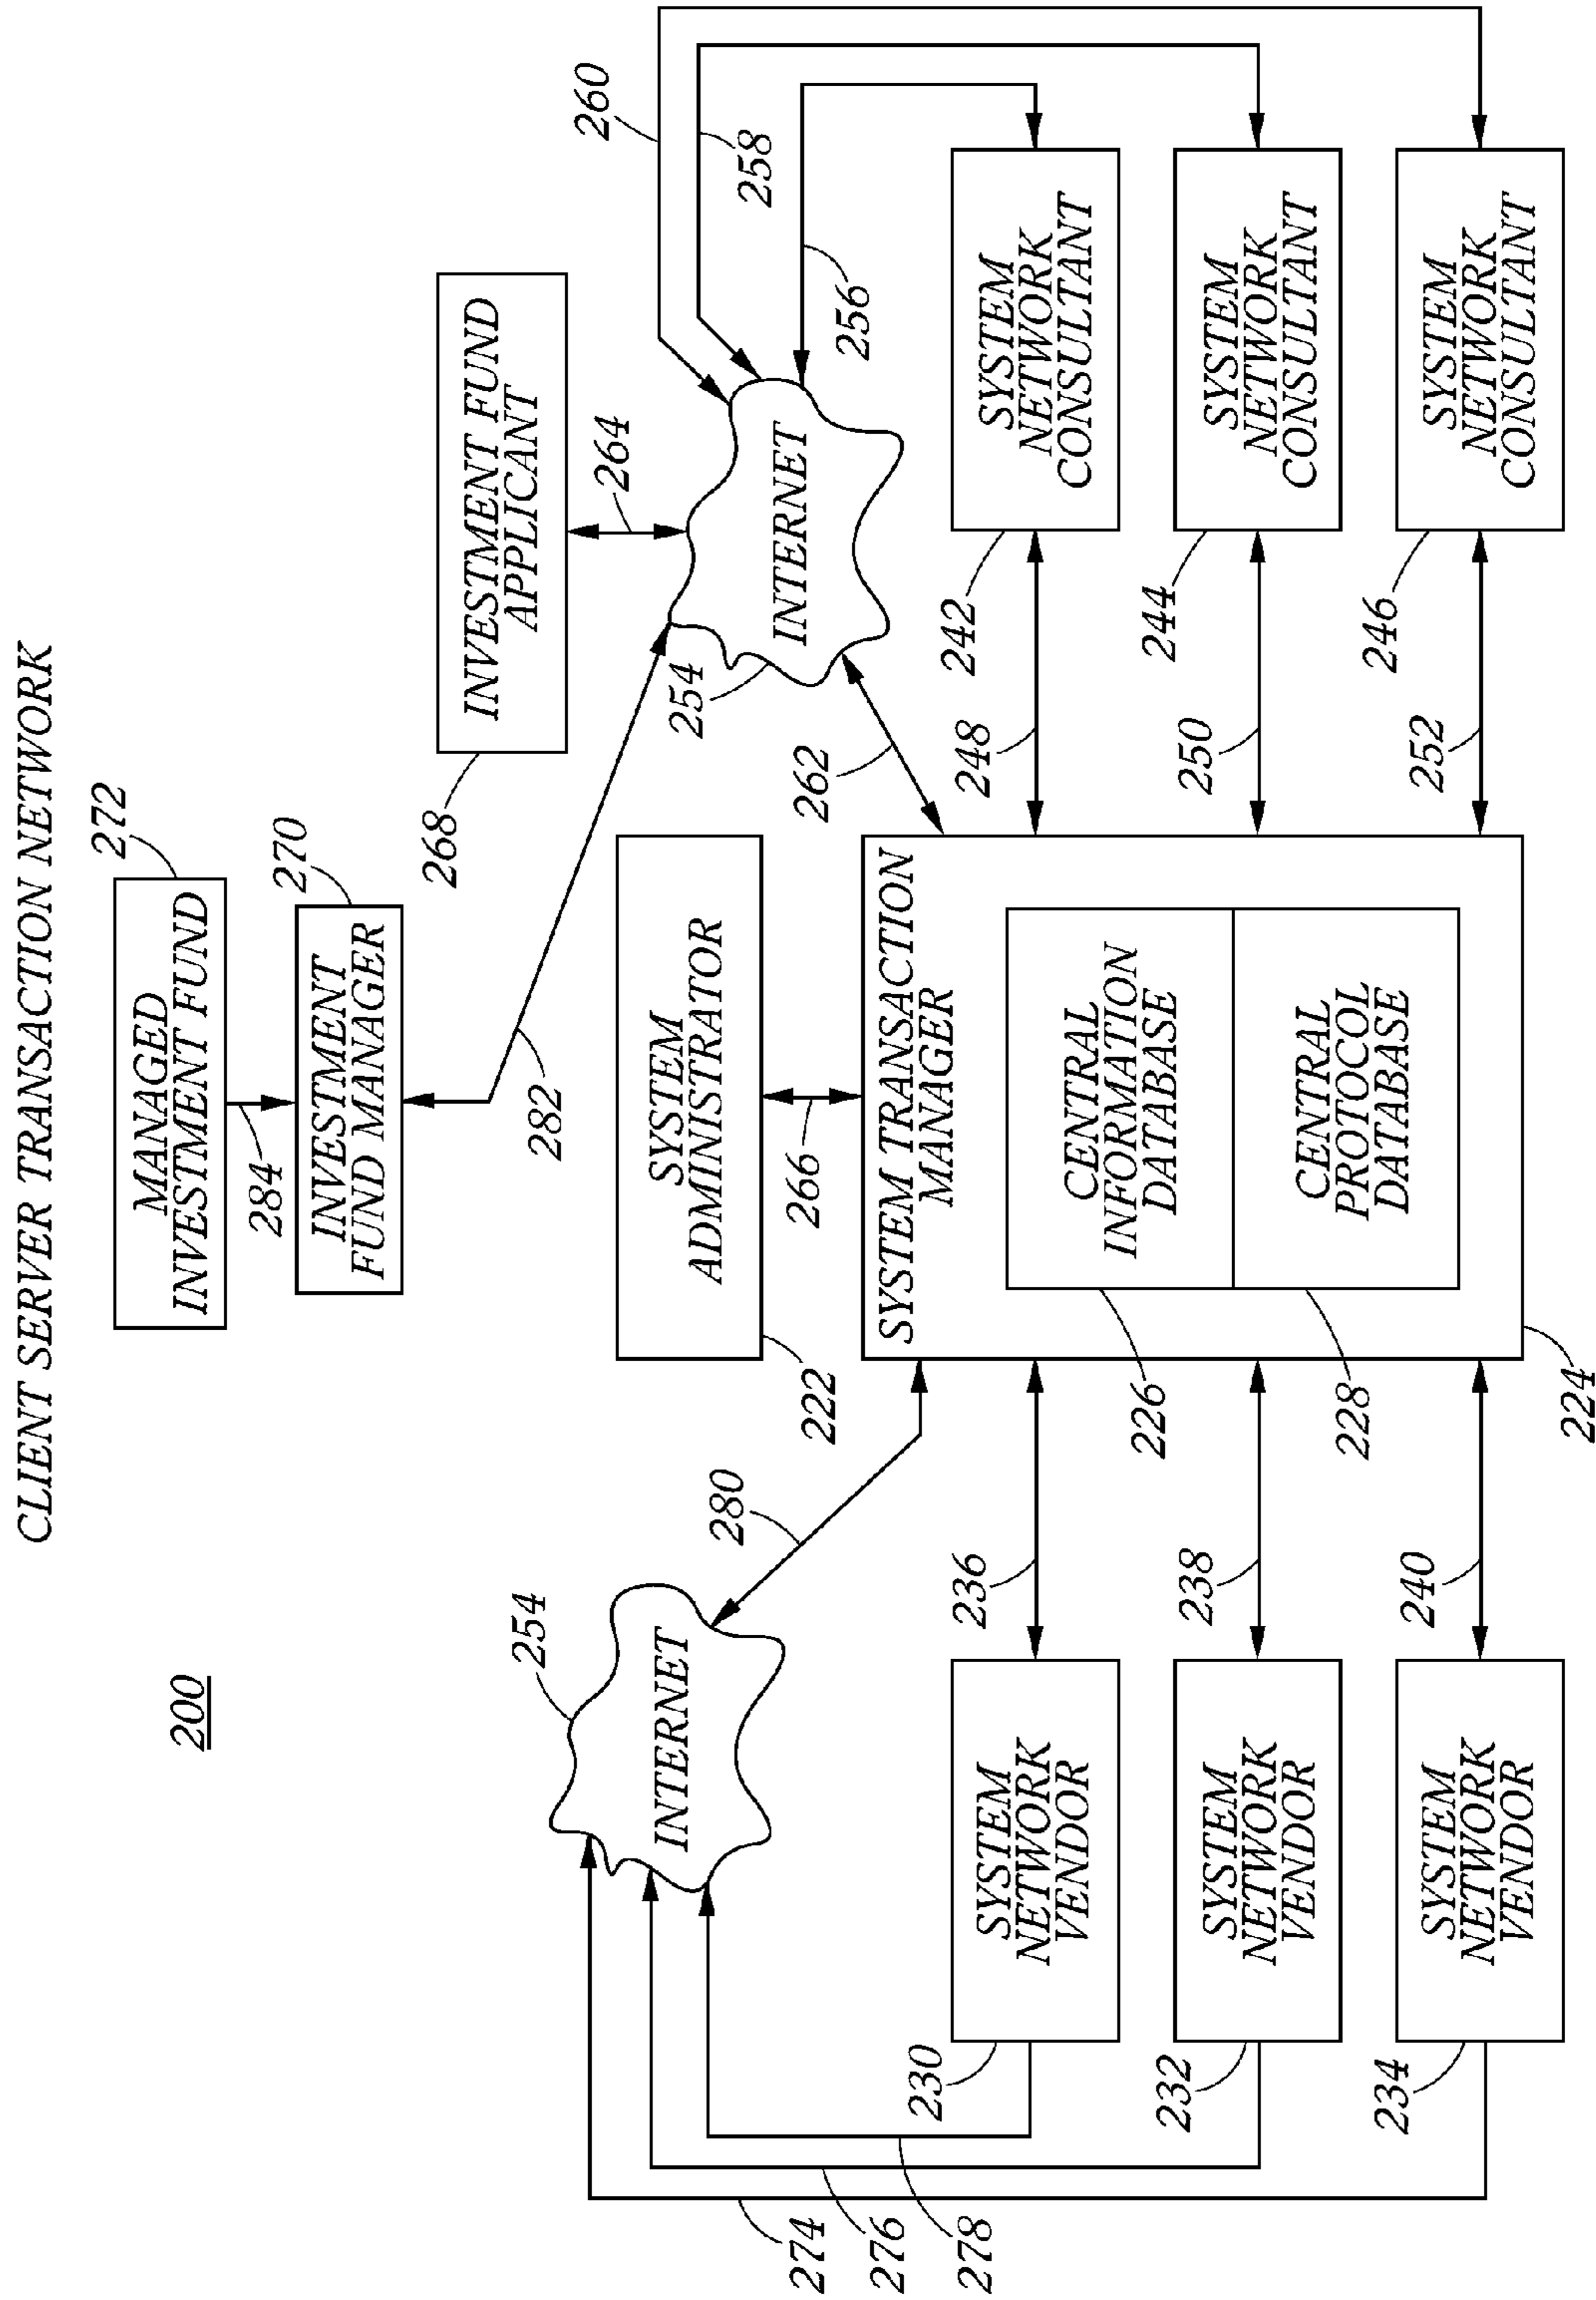 CLIENT SERVER TRANSACTION NETWORK
200
272
MANAGED
INVESTMENT FUND
284
270
INVESTMENT
FUND MANAGER
282
268
INVESTMENT FUND
APPLICANT
264
260
258
256
254
INTERNET
254
INTERNET
262
280
SYSTEM
ADMINISTRATOR
222
266
SYSTEM TRANSACTION
MANAGER
CENTRAL
INFORMATION
DATABASE
CENTRAL
PROTOCOL
DATABASE
226
228
224
230
SYSTEM
NETWORK
VENDOR
236
232
SYSTEM
NETWORK
VENDOR
238
234
SYSTEM
NETWORK
VENDOR
240
274
276
278
248
242
SYSTEM
NETWORK
CONSULTANT
250
244
SYSTEM
NETWORK
CONSULTANT
252
246
SYSTEM
NETWORK
CONSULTANT